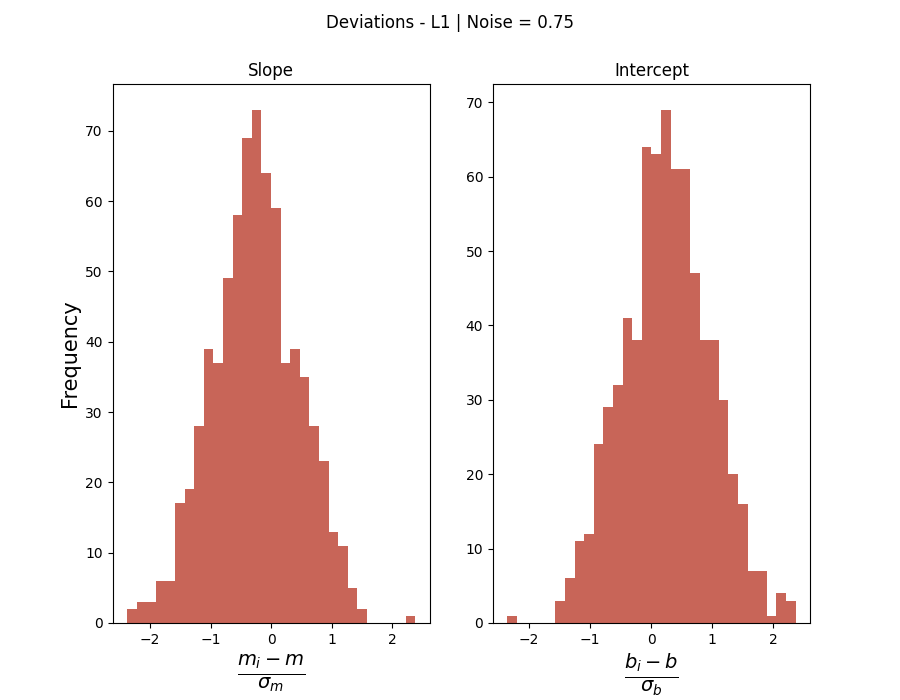 Deviations - L1 | Noise = 0.75
Slope
Intercept
Frequency
70
60
50
40
30
20
10
0
−2 −1 0 1 2
m_i − m
σ_m
70
60
50
40
30
20
10
0
−2 −1 0 1 2
b_i − b
σ_b